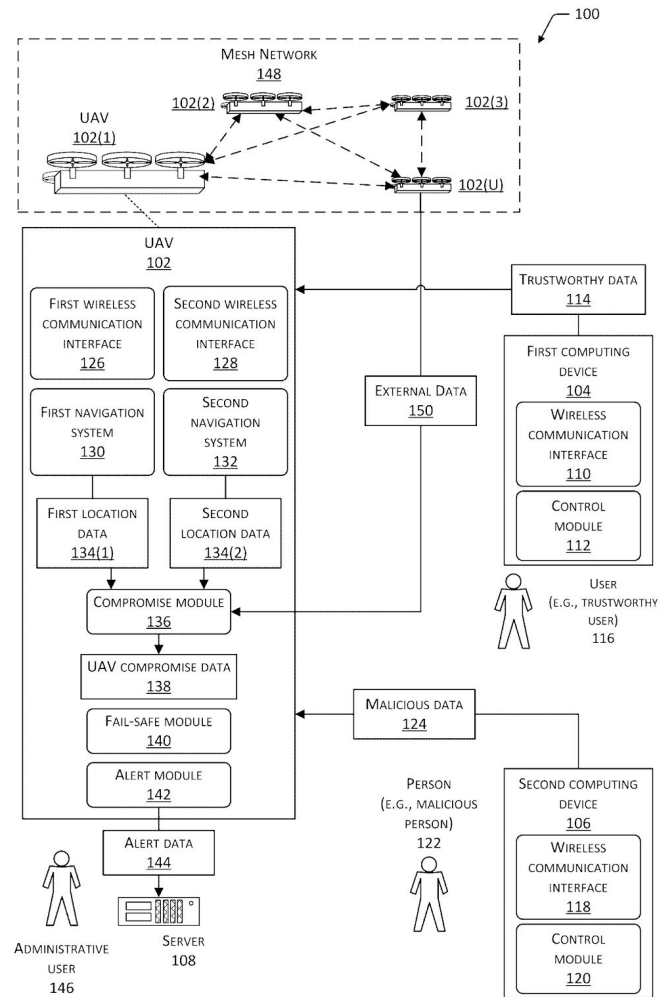 100
MESH NETWORK
148
UAV
102(1)
102(2)
102(3)
102(U)
UAV
102
FIRST WIRELESS
COMMUNICATION
INTERFACE
126
SECOND WIRELESS
COMMUNICATION
INTERFACE
128
FIRST NAVIGATION
SYSTEM
130
SECOND
NAVIGATION
SYSTEM
132
FIRST LOCATION
DATA
134(1)
SECOND
LOCATION DATA
134(2)
COMPROMISE MODULE
136
UAV COMPROMISE DATA
138
FAIL-SAFE MODULE
140
ALERT MODULE
142
ALERT DATA
144
SERVER
108
ADMINISTRATIVE
USER
146
EXTERNAL DATA
150
TRUSTWORTHY DATA
114
FIRST COMPUTING
DEVICE
104
WIRELESS
COMMUNICATION
INTERFACE
110
CONTROL
MODULE
112
USER
(E.G., TRUSTWORTHY
USER)
116
MALICIOUS DATA
124
PERSON
(E.G., MALICIOUS
PERSON)
122
SECOND COMPUTING
DEVICE
106
WIRELESS
COMMUNICATION
INTERFACE
118
CONTROL
MODULE
120